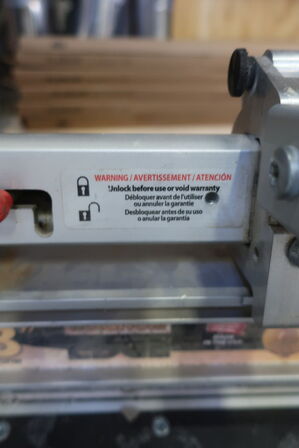 WARNING / AVERTISSEMENT / ATENCIÓN
Unlock before use or void warranty
Débloquer avant de l'utiliser
ou annuler la garantie
Desbloquear antes de su uso
o anular la garantía